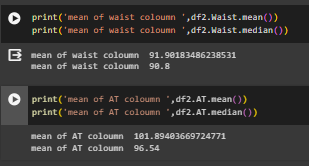 print('mean of waist coloumn ',df2.Waist.mean())
print('mean of waist coloumn ',df2.Waist.median())
mean of waist coloumn  91.90183486238531
mean of waist coloumn  90.8
print('mean of AT coloumn ',df2.AT.mean())
print('mean of AT coloumn ',df2.AT.median())
mean of AT coloumn  101.89403669724771
mean of AT coloumn  96.54